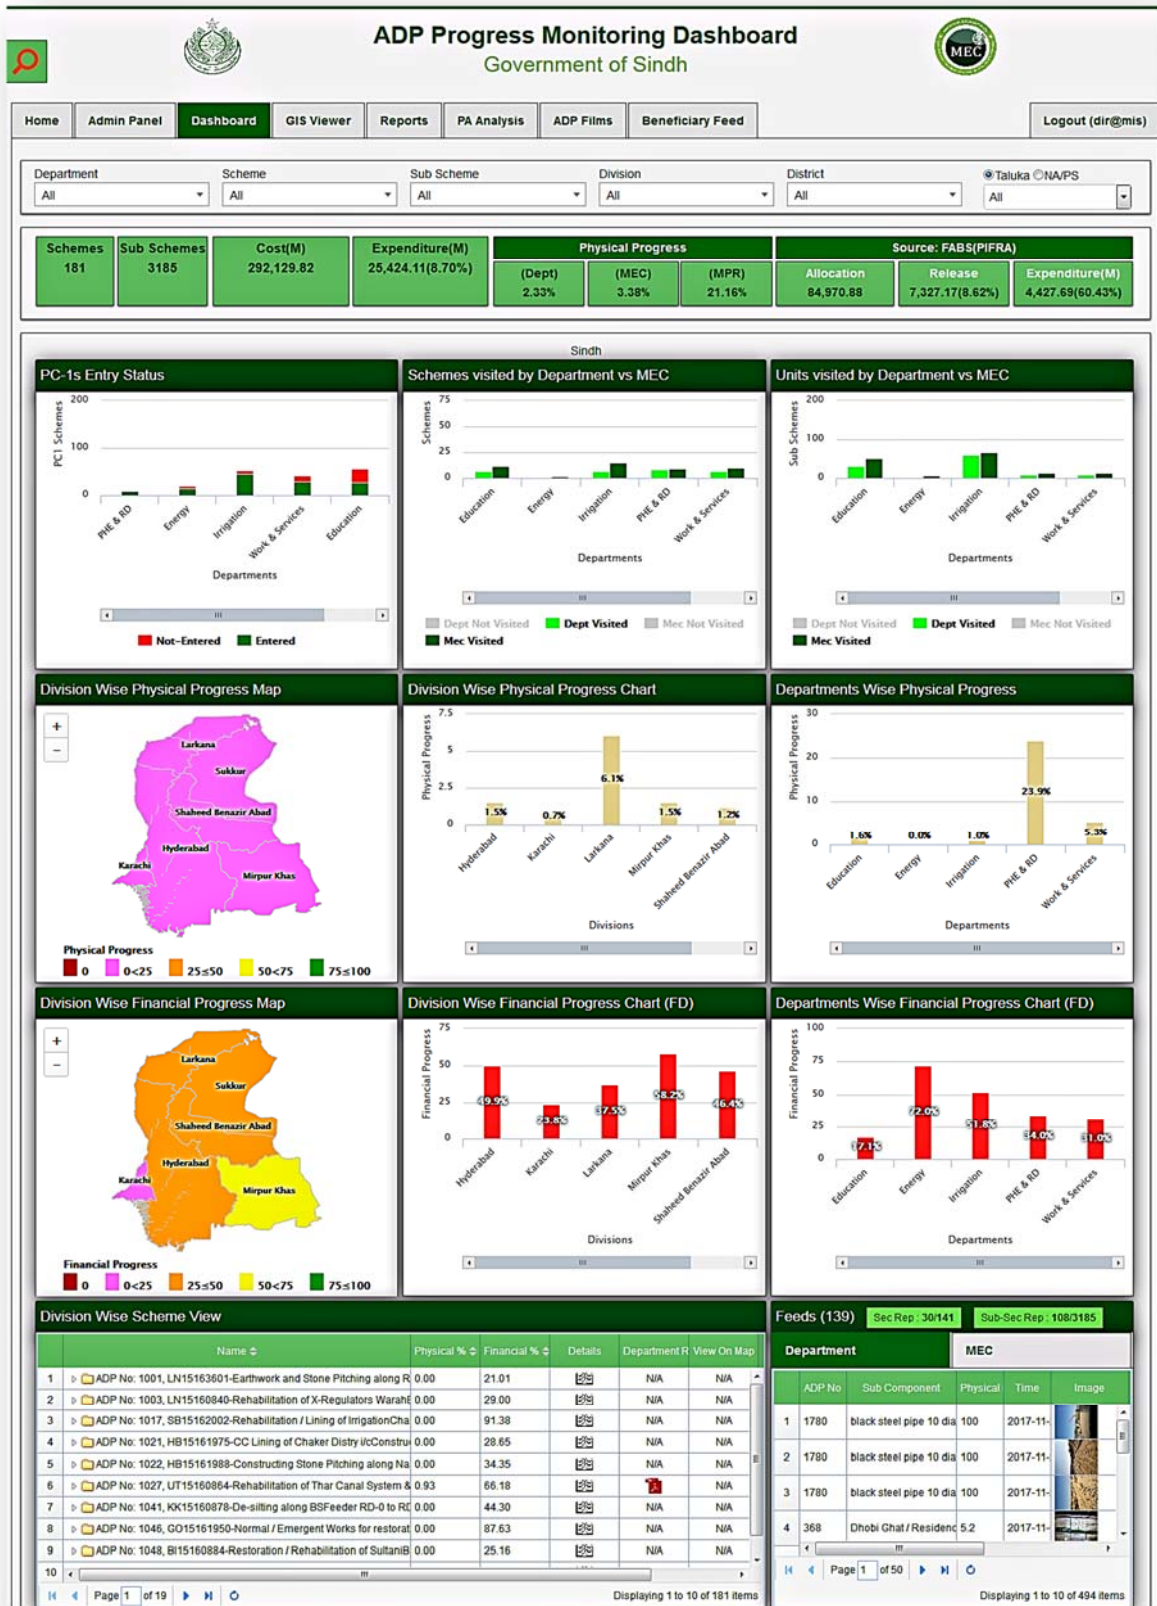 ADP Progress Monitoring Dashboard
Government of Sindh
MEC
Home Admin Panel Dashboard GIS Viewer Reports PA Analysis ADP Films Beneficiary Feed Logout (dir@mis)
Department Scheme Sub Scheme Division District Taluka NA/PS
All All All All All All
Schemes Sub Schemes Cost(M) Expenditure(M) Physical Progress Source: FABS(PIFRA)
181 3185 292,129.82 25,424.11(8.70%)
(Dept) (MEC) (MPR) Allocation Release Expenditure(M)
2.33% 3.38% 21.16% 84,970.88 7,327.17(8.62%) 4,427.69(60.43%)
Sindh
PC-1s Entry Status
200
100
0
PC1 Schemes
PHE & RD Energy Irrigation Work & Services Education
Departments
Not-Entered Entered
Schemes visited by Department vs MEC
75
50
25
0
Schemes
Education Energy Irrigation PHE & RD Work & Services
Departments
Dept Not Visited Dept Visited Mec Not Visited
Mec Visited
Units visited by Department vs MEC
200
100
0
Sub Schemes
Education Energy Irrigation PHE & RD Work & Services
Departments
Dept Not Visited Dept Visited Mec Not Visited
Mec Visited
Division Wise Physical Progress Map
+
−
Larkana
Sukkur
Shaheed Benazir Abad
Hyderabad
Karachi
Mirpur Khas
Physical Progress
0 0<25 25≤50 50<75 75≤100
Division Wise Physical Progress Chart
7.5
5
2.5
0
Physical Progress
1.5% 0.7% 6.1% 1.5% 1.2%
Hyderabad Karachi Larkana Mirpur Khas Shaheed Benazir Abad
Divisions
Departments Wise Physical Progress
30
20
10
0
Physical Progress
1.6% 0.0% 1.0% 23.9% 5.3%
Education Energy Irrigation PHE & RD Work & Services
Departments
Division Wise Financial Progress Map
+
−
Larkana
Sukkur
Shaheed Benazir Abad
Hyderabad
Karachi
Mirpur Khas
Financial Progress
0 0<25 25≤50 50<75 75≤100
Division Wise Financial Progress Chart (FD)
75
50
25
0
Financial Progress
49.9% 23.8% 37.5% 58.2% 46.4%
Hyderabad Karachi Larkana Mirpur Khas Shaheed Benazir Abad
Divisions
Departments Wise Financial Progress Chart (FD)
100
75
50
25
0
Financial Progress
17.1% 72.0% 51.8% 34.0% 31.0%
Education Energy Irrigation PHE & RD Work & Services
Departments
Division Wise Scheme View
Name Physical % Financial % Details Department R View On Map
1 ADP No: 1001, LN15163601-Earthwork and Stone Pitching along R 0.00 21.01 N/A N/A
2 ADP No: 1003, LN15160840-Rehabilitation of X-Regulators WarahB 0.00 29.00 N/A N/A
3 ADP No: 1017, SB15162002-Rehabilitation / Lining of IrrigationCha 0.00 91.38 N/A N/A
4 ADP No: 1021, HB15161975-CC Lining of Chaker Distry i/cConstru 0.00 28.65 N/A N/A
5 ADP No: 1022, HB15161988-Constructing Stone Pitching along Na 0.00 34.35 N/A N/A
6 ADP No: 1027, UT15160864-Rehabilitation of Thar Canal System & 0.93 66.18 N/A
7 ADP No: 1041, KK15160878-De-silting along BSFeeder RD-0 to RD 0.00 44.30 N/A N/A
8 ADP No: 1046, GO15161950-Normal / Emergent Works for restorat 0.00 87.63 N/A N/A
9 ADP No: 1048, BI15160884-Restoration / Rehabilitation of SultaniB 0.00 25.16 N/A N/A
10
Page 1 of 19 Displaying 1 to 10 of 181 items
Feeds (139) Sec Rep : 30/141 Sub-Sec Rep : 108/3185
Department MEC
ADP No Sub Component Physical Time Image
1 1780 black steel pipe 10 dia 100 2017-11-
2 1780 black steel pipe 10 dia 100 2017-11-
3 1780 black steel pipe 10 dia 100 2017-11-
4 368 Dhobi Ghat / Residenc 5.2 2017-11-
Page 1 of 50
Displaying 1 to 10 of 494 items